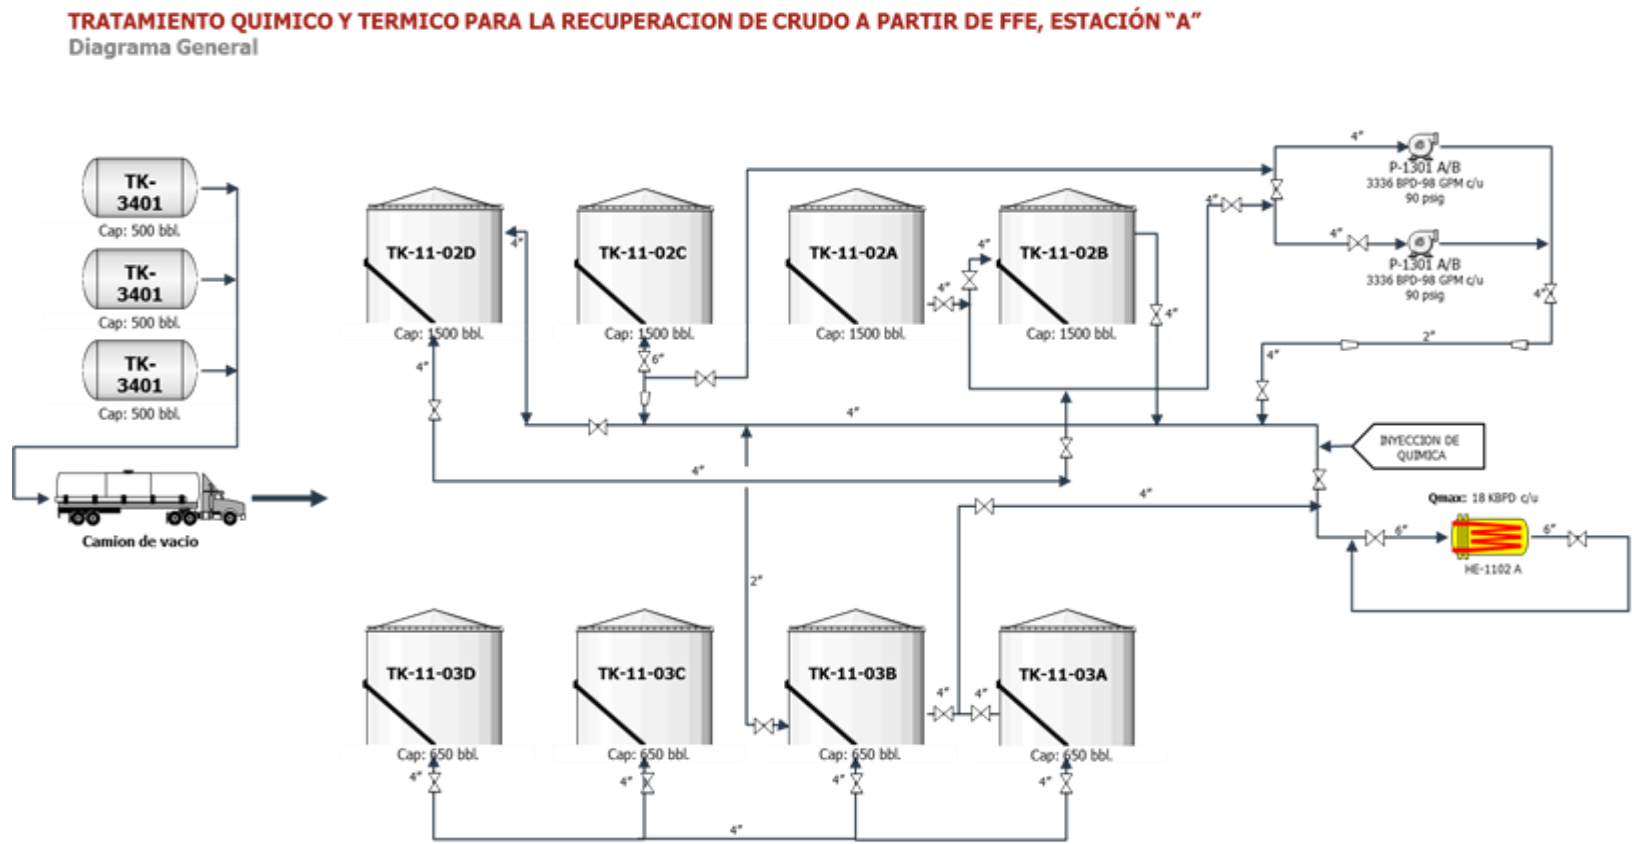 TRATAMIENTO QUIMICO Y TERMICO PARA LA RECUPERACION DE CRUDO A PARTIR DE FFE, ESTACIÓN “A”
Diagrama General
TK-
3401
Cap: 500 bbl.
TK-
3401
Cap: 500 bbl.
TK-
3401
Cap: 500 bbl.
Camion de vacio
TK-11-02D
Cap: 1500 bbl.
4”
4”
TK-11-02C
Cap: 1500 bbl.
6”
TK-11-02A
Cap: 1500 bbl.
4”
4”
TK-11-02B
Cap: 1500 bbl.
4”
4”
4”
P-1301 A/B
3336 BPD-98 GPM c/u
90 psig
4”
P-1301 A/B
3336 BPD-98 GPM c/u
90 psig
4”
2”
4”
4”
4”
INYECCION DE
QUIMICA
4”
Qmax: 18 KBPD c/u
6”
6”
HE-1102 A
2”
TK-11-03D
Cap: 650 bbl.
4”
TK-11-03C
Cap: 650 bbl.
4”
TK-11-03B
Cap: 650 bbl.
4”
4”
4”
TK-11-03A
Cap: 650 bbl.
4”
4”